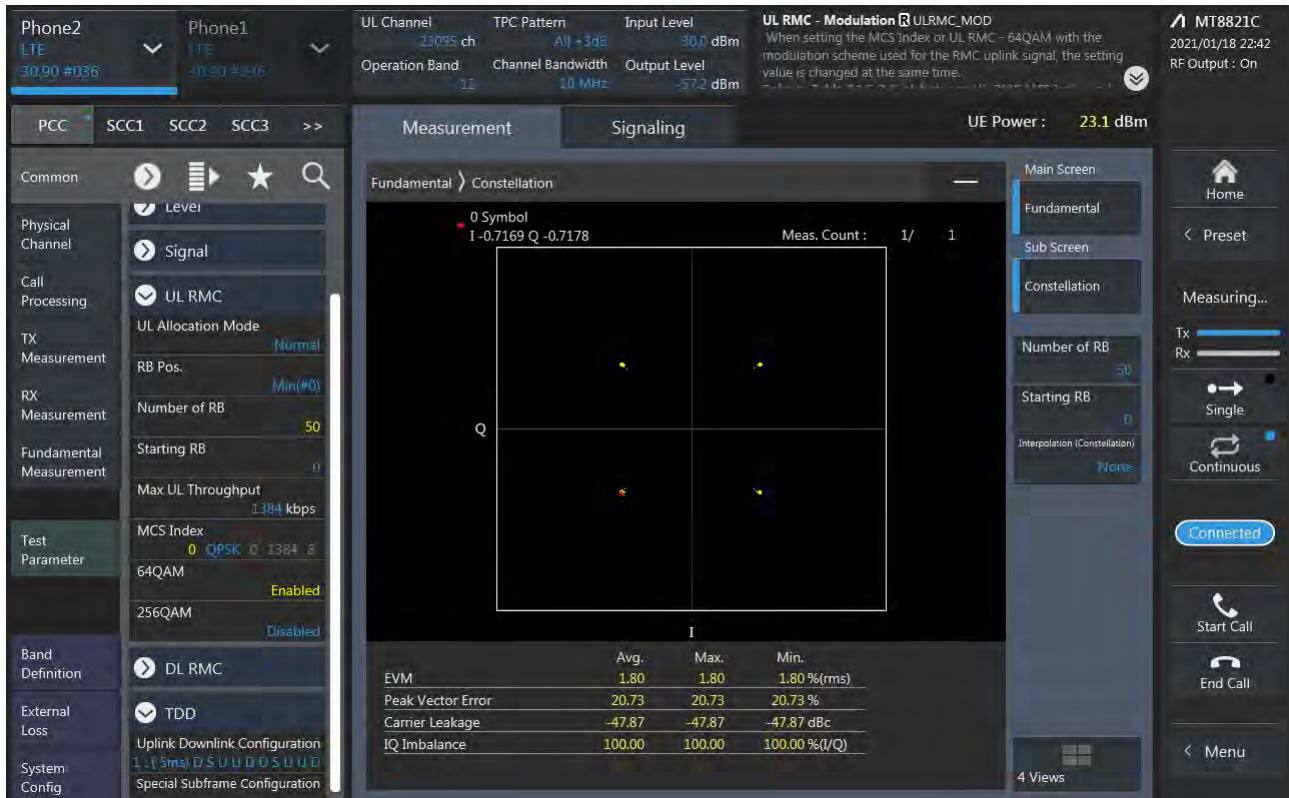 Phone2
LTE
30.90 #036
Phone1
LTE
30.90 #036
UL Channel
23095 ch
TPC Pattern
All +3dB
Input Level
30.0 dBm
Operation Band
12
Channel Bandwidth
10 MHz
Output Level
-57.2 dBm
UL RMC - Modulation R ULRMC_MOD
When setting the MCS Index or UL RMC - 64QAM with the
modulation scheme used for the RMC uplink signal, the setting
value is changed at the same time.
MT8821C
2021/01/18 22:42
RF Output : On
PCC SCC1 SCC2 SCC3 >>
Measurement
Signaling
UE Power : 23.1 dBm
Common
Physical
Channel
Call
Processing
TX
Measurement
RX
Measurement
Fundamental
Measurement
Test
Parameter
Band
Definition
External
Loss
System
Config
Level
Signal
UL RMC
UL Allocation Mode
Normal
RB Pos.
Min(#0)
Number of RB
50
Starting RB
0
Max UL Throughput
1384 kbps
MCS Index
0 QPSK 0 1384 8
64QAM
Enabled
256QAM
Disabled
DL RMC
TDD
Uplink Downlink Configuration
1 : ( 5ms) D S U U D D S U U D
Special Subframe Configuration
Fundamental > Constellation
0 Symbol
I -0.7169 Q -0.7178
Meas. Count : 1/ 1
Q
I
Avg. Max. Min.
EVM 1.80 1.80 1.80 %(rms)
Peak Vector Error 20.73 20.73 20.73 %
Carrier Leakage -47.87 -47.87 -47.87 dBc
IQ Imbalance 100.00 100.00 100.00 %(I/Q)
Main Screen
Fundamental
Sub Screen
Constellation
Number of RB
50
Starting RB
0
Interpolation (Constellation)
None
4 Views
Home
< Preset
Measuring...
Tx
Rx
Single
Continuous
Connected
Start Call
End Call
< Menu